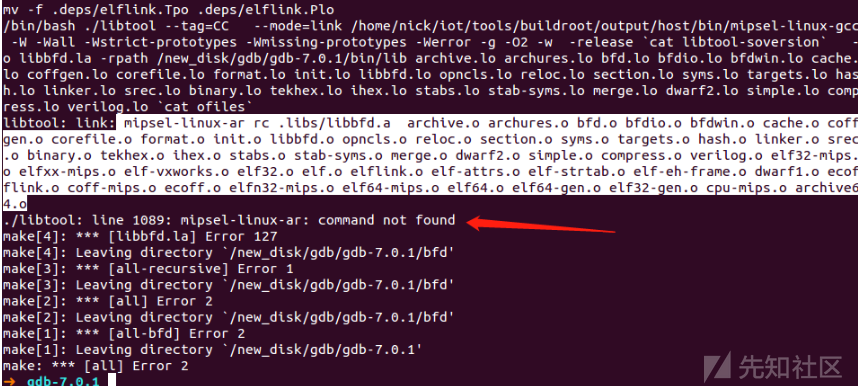 mv -f .deps/elflink.Tpo .deps/elflink.Plo
/bin/bash ./libtool --tag=CC   --mode=link /home/nick/iot/tools/buildroot/output/host/bin/mipsel-linux-gcc
 -W -Wall -Wstrict-prototypes -Wmissing-prototypes -Werror -g -O2 -w  -release `cat libtool-soversion`  -
o libbfd.la -rpath /new_disk/gdb/gdb-7.0.1/bin/lib archive.lo archures.lo bfd.lo bfdio.lo bfdwin.lo cache.
lo coffgen.lo corefile.lo format.lo init.lo libbfd.lo opncls.lo reloc.lo section.lo syms.lo targets.lo has
h.lo linker.lo srec.lo binary.lo tekhex.lo ihex.lo stabs.lo stab-syms.lo merge.lo dwarf2.lo simple.lo comp
ress.lo verilog.lo `cat ofiles`
libtool: link: mipsel-linux-ar rc .libs/libbfd.a  archive.o archures.o bfd.o bfdio.o bfdwin.o cache.o coff
gen.o corefile.o format.o init.o libbfd.o opncls.o reloc.o section.o syms.o targets.o hash.o linker.o srec
.o binary.o tekhex.o ihex.o stabs.o stab-syms.o merge.o dwarf2.o simple.o compress.o verilog.o elf32-mips.
o elfxx-mips.o elf-vxworks.o elf32.o elf.o elflink.o elf-attrs.o elf-strtab.o elf-eh-frame.o dwarf1.o ecof
flink.o coff-mips.o ecoff.o elfn32-mips.o elf64-mips.o elf64.o elf64-gen.o elf32-gen.o cpu-mips.o archive6
4.o
./libtool: line 1089: mipsel-linux-ar: command not found
make[4]: *** [libbfd.la] Error 127
make[4]: Leaving directory `/new_disk/gdb/gdb-7.0.1/bfd'
make[3]: *** [all-recursive] Error 1
make[3]: Leaving directory `/new_disk/gdb/gdb-7.0.1/bfd'
make[2]: *** [all] Error 2
make[2]: Leaving directory `/new_disk/gdb/gdb-7.0.1/bfd'
make[1]: *** [all-bfd] Error 2
make[1]: Leaving directory `/new_disk/gdb/gdb-7.0.1'
make: *** [all] Error 2
→ gdb-7.0.1
先知社区